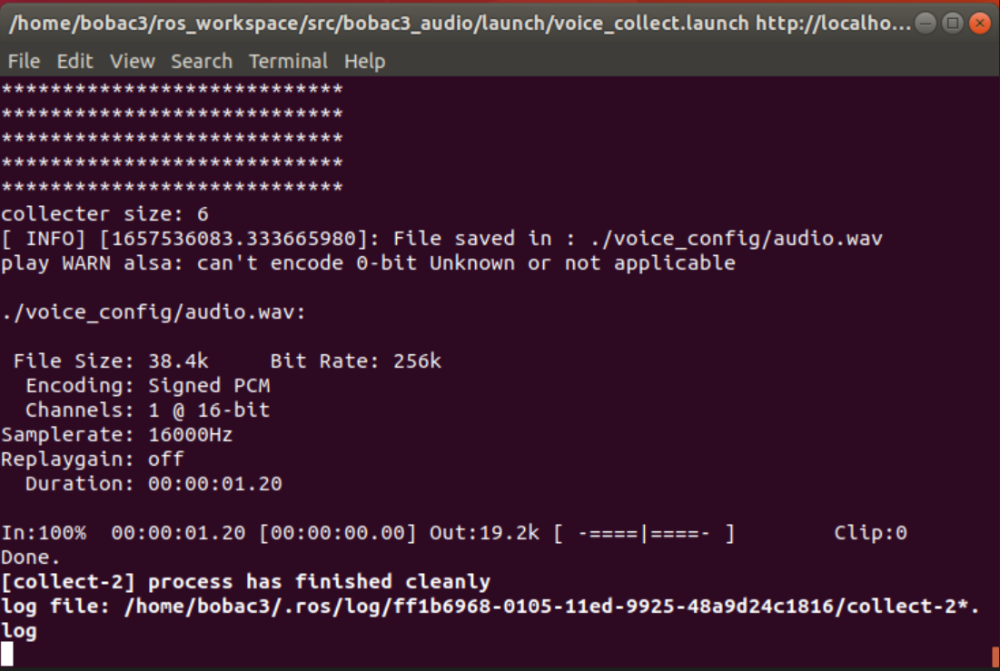 /home/bobac3/ros_workspace/src/bobac3_audio/launch/voice_collect.launch http://localho...
File Edit View Search Terminal Help
****************************
****************************
****************************
****************************
****************************
collecter size: 6
[ INFO] [1657536083.333665980]: File saved in : ./voice_config/audio.wav
play WARN alsa: can't encode 0-bit Unknown or not applicable
./voice_config/audio.wav:
File Size: 38.4k     Bit Rate: 256k
Encoding: Signed PCM
Channels: 1 @ 16-bit
Samplerate: 16000Hz
Replaygain: off
Duration: 00:00:01.20
In:100%  00:00:01.20 [00:00:00.00] Out:19.2k [ -====|====- ]        Clip:0
Done.
[collect-2] process has finished cleanly
log file: /home/bobac3/.ros/log/ff1b6968-0105-11ed-9925-48a9d24c1816/collect-2*.
log